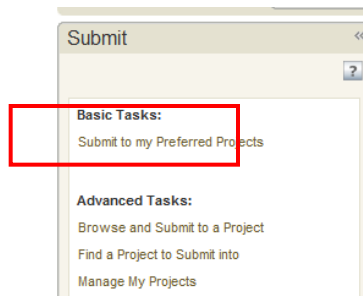 Submit
«
?
Basic Tasks:
Submit to my Preferred Projects
Advanced Tasks:
Browse and Submit to a Project
Find a Project to Submit into
Manage My Projects